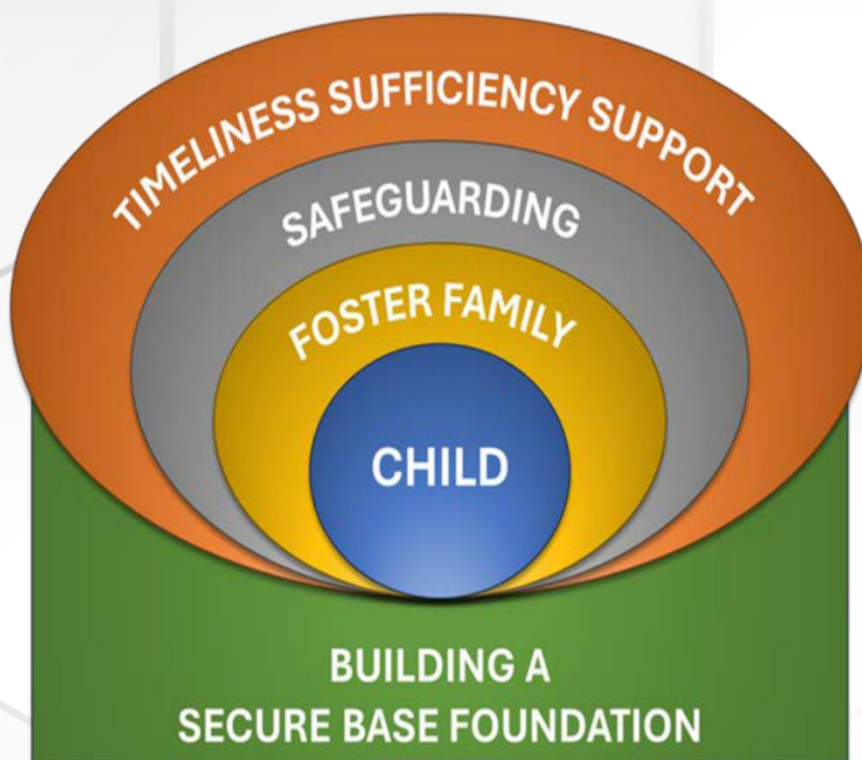 TIMELINESS SUFFICIENCY SUPPORT
SAFEGUARDING
FOSTER FAMILY
CHILD
BUILDING A
SECURE BASE FOUNDATION